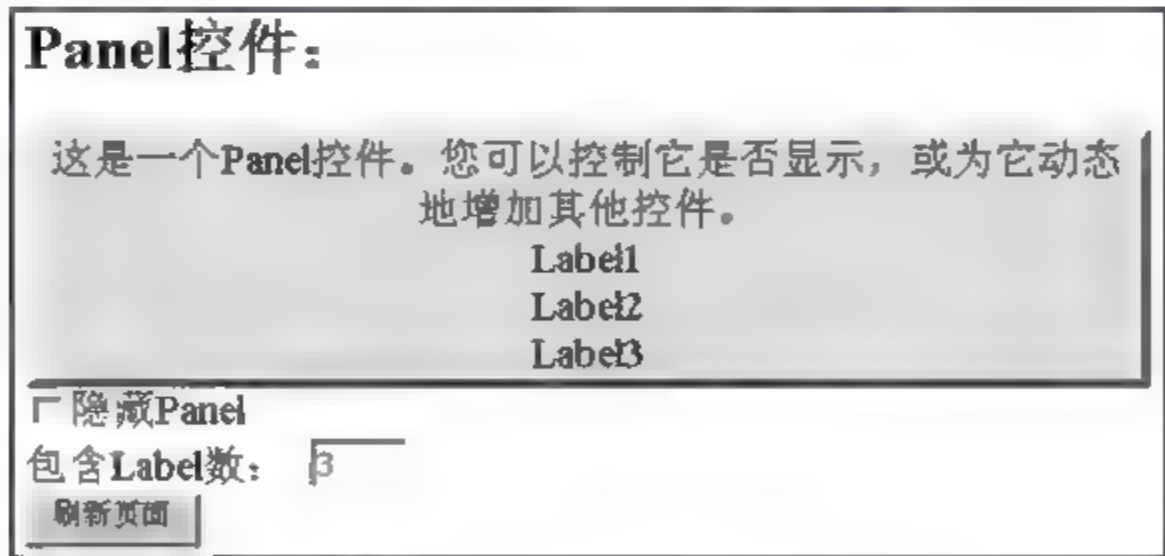 Panel控件：
这是一个Panel控件。您可以控制它是否显示，或为它动态
地增加其他控件。
Label1
Label2
Label3
隐藏Panel
包含Label数： 3
刷新页面